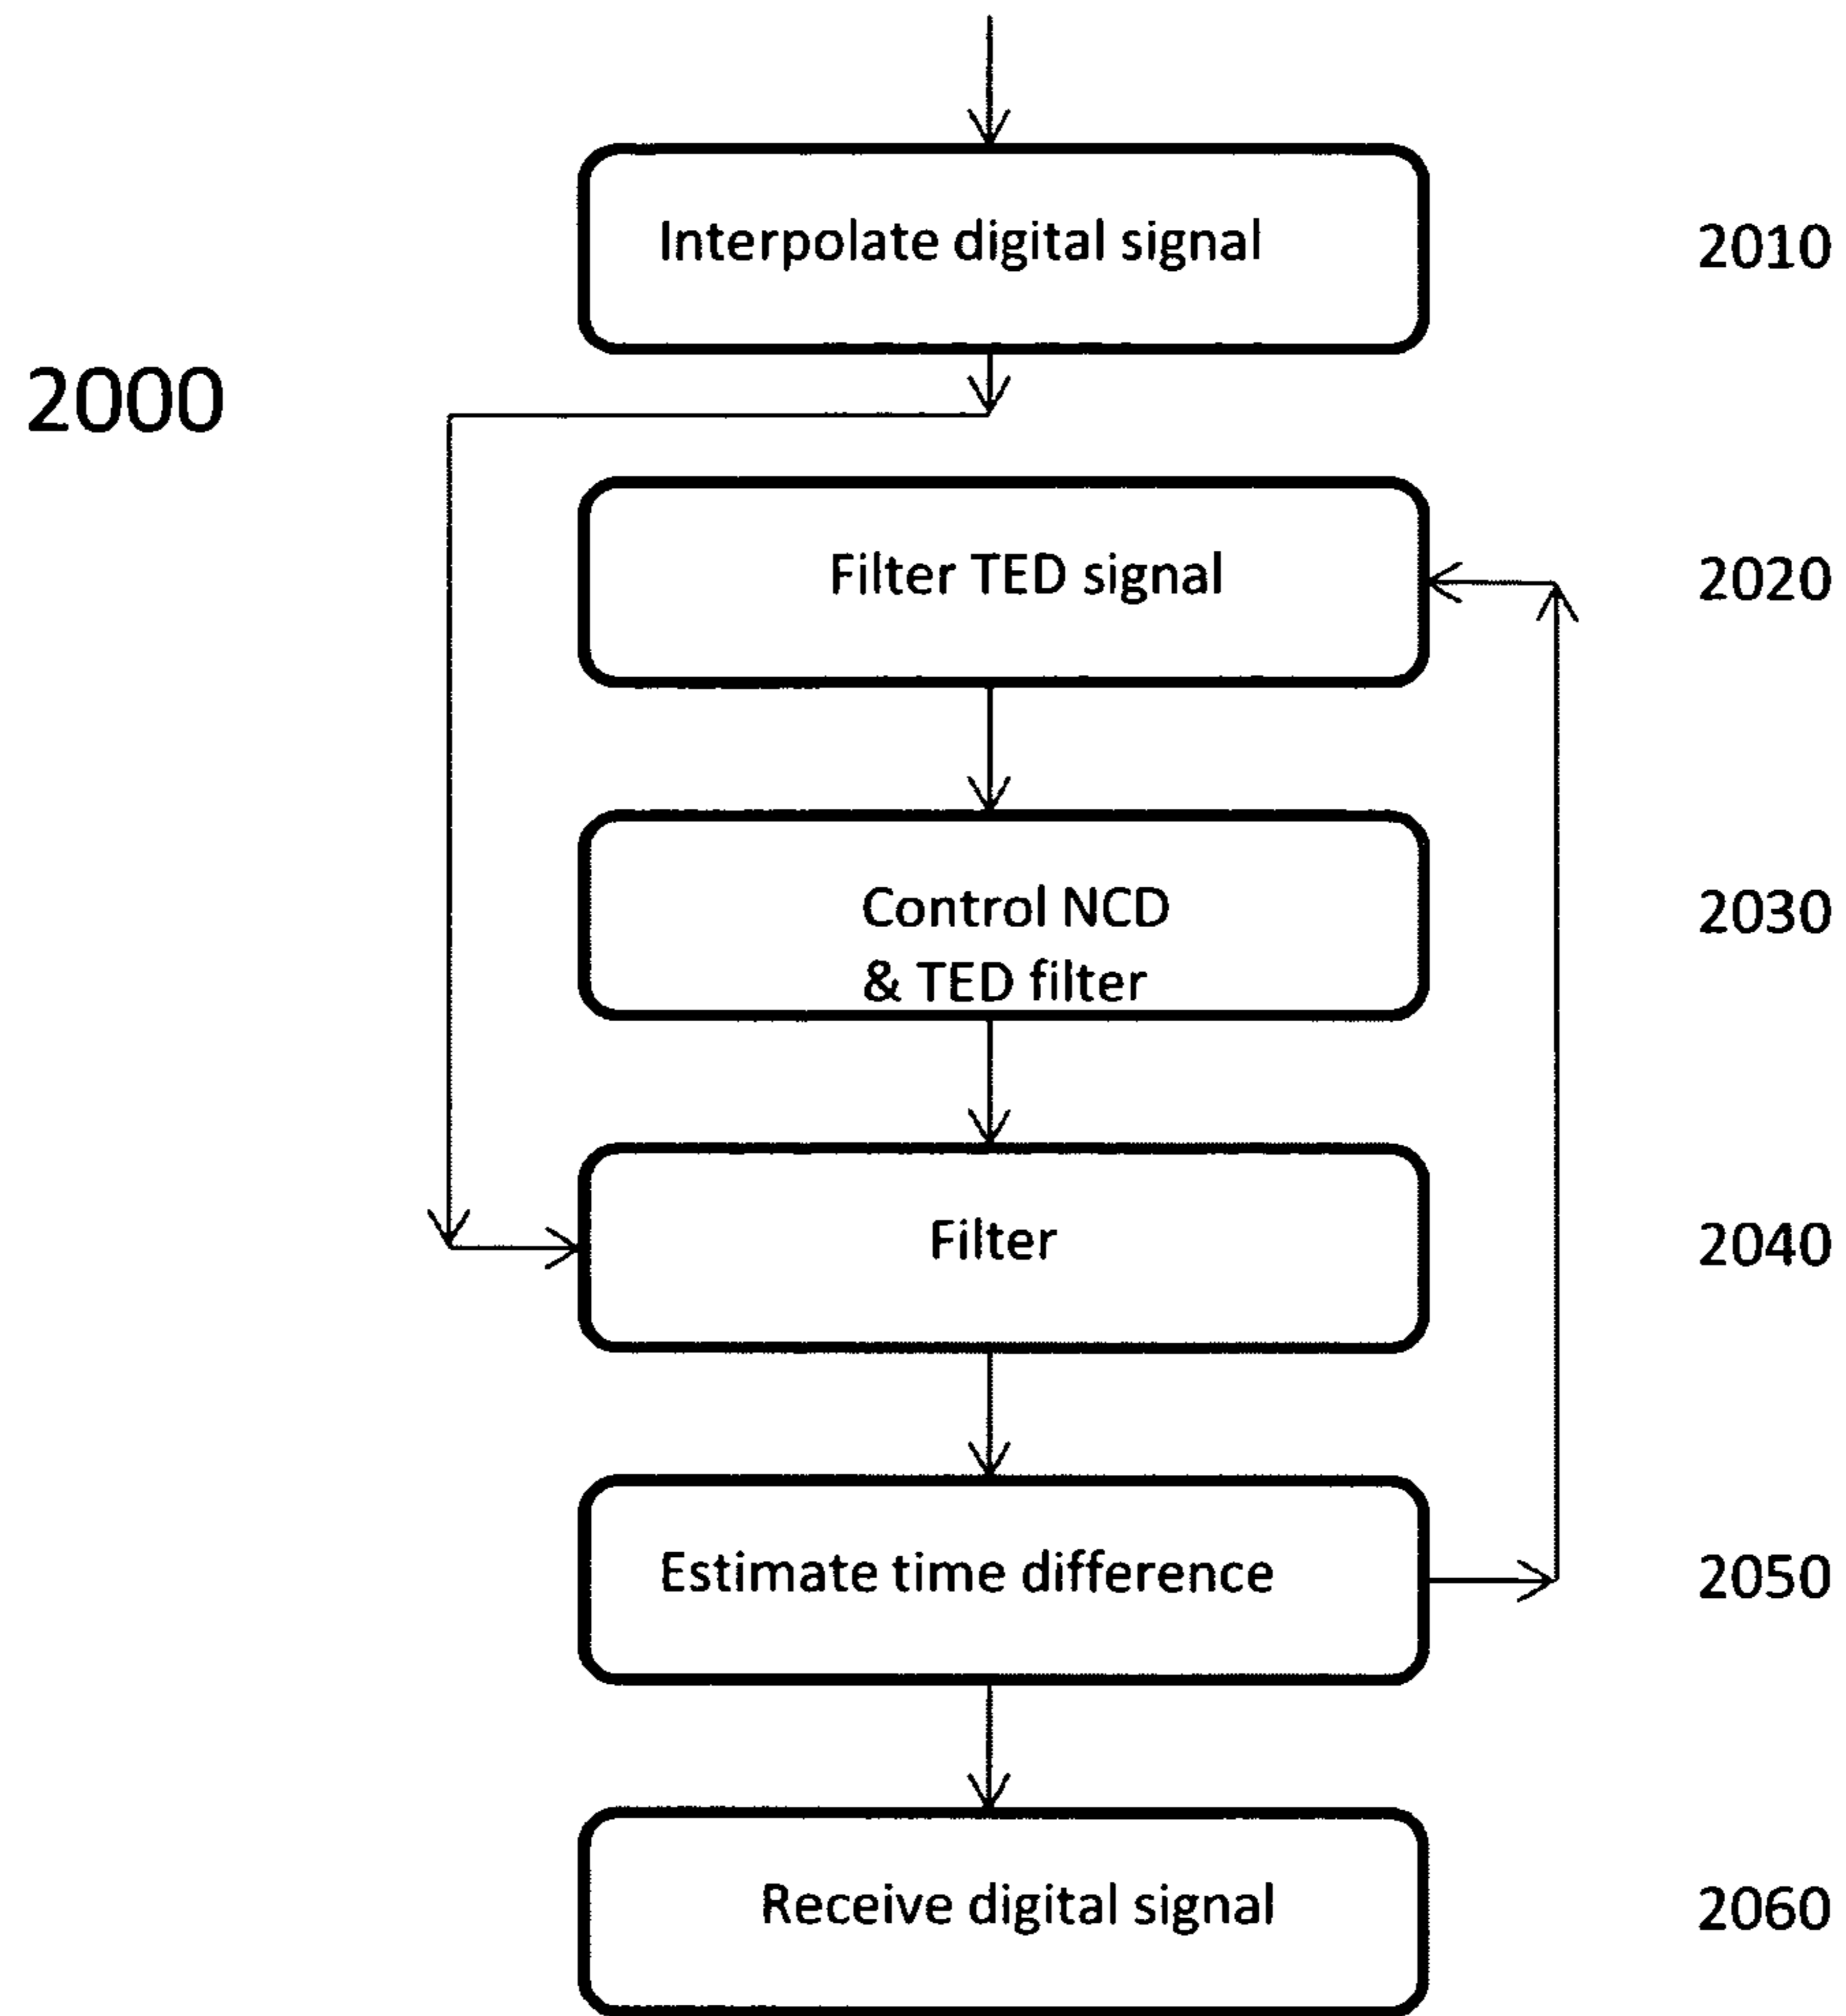 Interpolate digital signal
2010
2000
Filter TED signal
2020
Control NCD
& TED filter
2030
Filter
2040
Estimate time difference
2050
Receive digital signal
2060